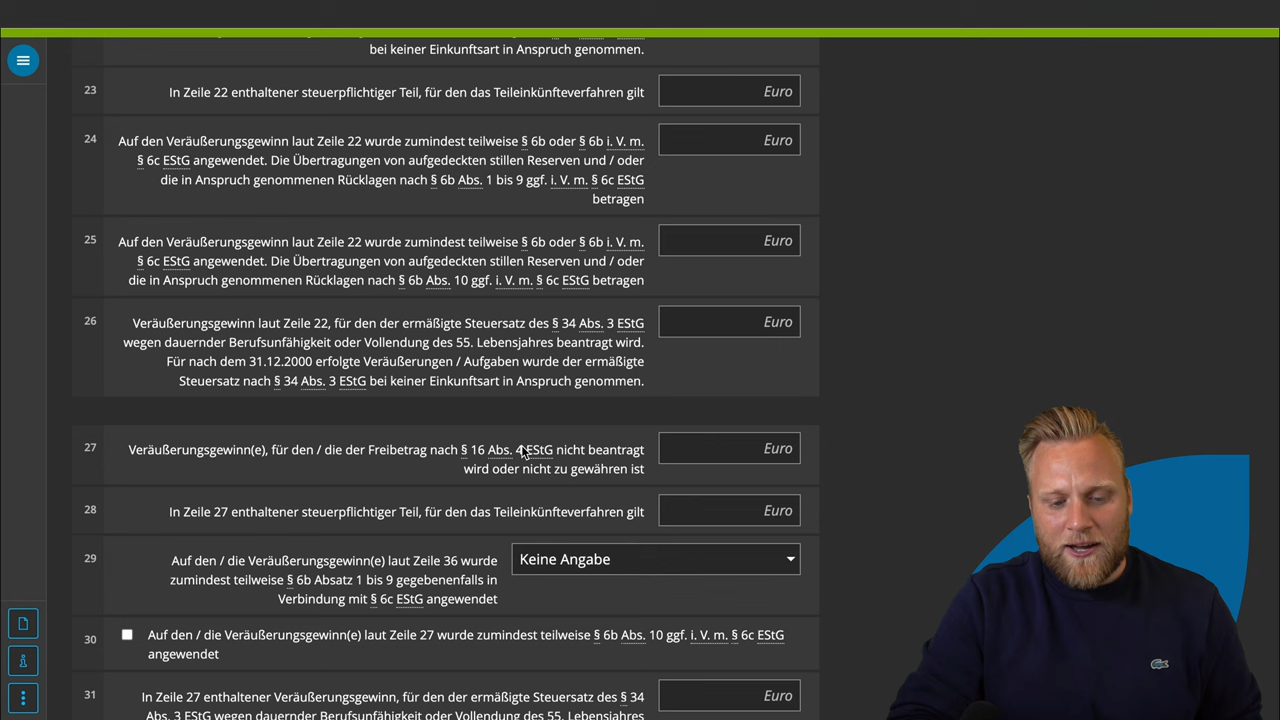 bei keiner Einkunftsart in Anspruch genommen.
23
In Zeile 22 enthaltener steuerpflichtiger Teil, für den das Teileinkünfteverfahren gilt
Euro
24
Auf den Veräußerungsgewinn laut Zeile 22 wurde zumindest teilweise § 6b oder § 6b i. V. m.
§ 6c EStG angewendet. Die Übertragungen von aufgedeckten stillen Reserven und / oder
die in Anspruch genommenen Rücklagen nach § 6b Abs. 1 bis 9 ggf. i. V. m. § 6c EStG
betragen
Euro
25
Auf den Veräußerungsgewinn laut Zeile 22 wurde zumindest teilweise § 6b oder § 6b i. V. m.
§ 6c EStG angewendet. Die Übertragungen von aufgedeckten stillen Reserven und / oder
die in Anspruch genommenen Rücklagen nach § 6b Abs. 10 ggf. i. V. m. § 6c EStG betragen
Euro
26
Veräußerungsgewinn laut Zeile 22, für den der ermäßigte Steuersatz des § 34 Abs. 3 EStG
wegen dauernder Berufsunfähigkeit oder Vollendung des 55. Lebensjahres beantragt wird.
Für nach dem 31.12.2000 erfolgte Veräußerungen / Aufgaben wurde der ermäßigte
Steuersatz nach § 34 Abs. 3 EStG bei keiner Einkunftsart in Anspruch genommen.
Euro
27
Veräußerungsgewinn(e), für den / die der Freibetrag nach § 16 Abs. 4 EStG nicht beantragt
wird oder nicht zu gewähren ist
Euro
28
In Zeile 27 enthaltener steuerpflichtiger Teil, für den das Teileinkünfteverfahren gilt
Euro
29
Auf den / die Veräußerungsgewinn(e) laut Zeile 36 wurde
zumindest teilweise § 6b Absatz 1 bis 9 gegebenenfalls in
Verbindung mit § 6c EStG angewendet
Keine Angabe
30
Auf den / die Veräußerungsgewinn(e) laut Zeile 27 wurde zumindest teilweise § 6b Abs. 10 ggf. i. V. m. § 6c EStG
angewendet
31
In Zeile 27 enthaltener Veräußerungsgewinn, für den der ermäßigte Steuersatz des § 34
Abs. 3 EStG wegen dauernder Berufsunfähigkeit oder Vollendung des 55. Lebensjahres
Euro